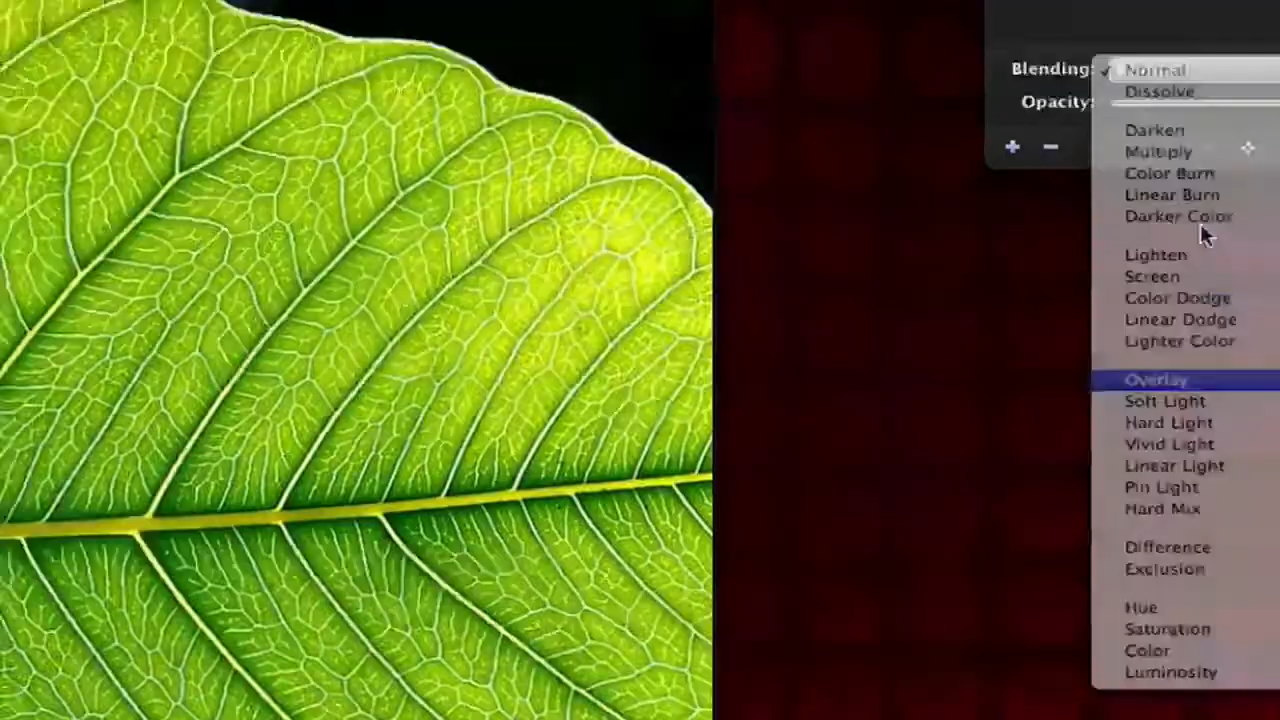 Blending:
✓ Normal
Dissolve
Opacity:
Darken
Multiply
Color Burn
Linear Burn
Darker Color
Lighten
Screen
Color Dodge
Linear Dodge
Lighter Color
Overlay
Soft Light
Hard Light
Vivid Light
Linear Light
Pin Light
Hard Mix
Difference
Exclusion
Hue
Saturation
Color
Luminosity